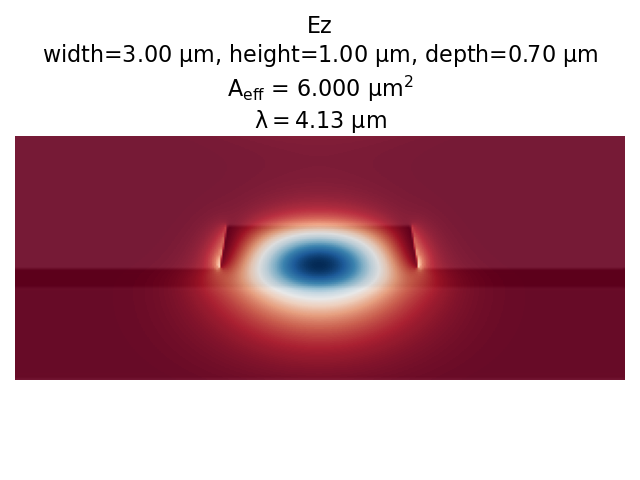 Ez
width=3.00 μm, height=1.00 μm, depth=0.70 μm
A_eff = 6.000 μm²
λ = 4.13 μm